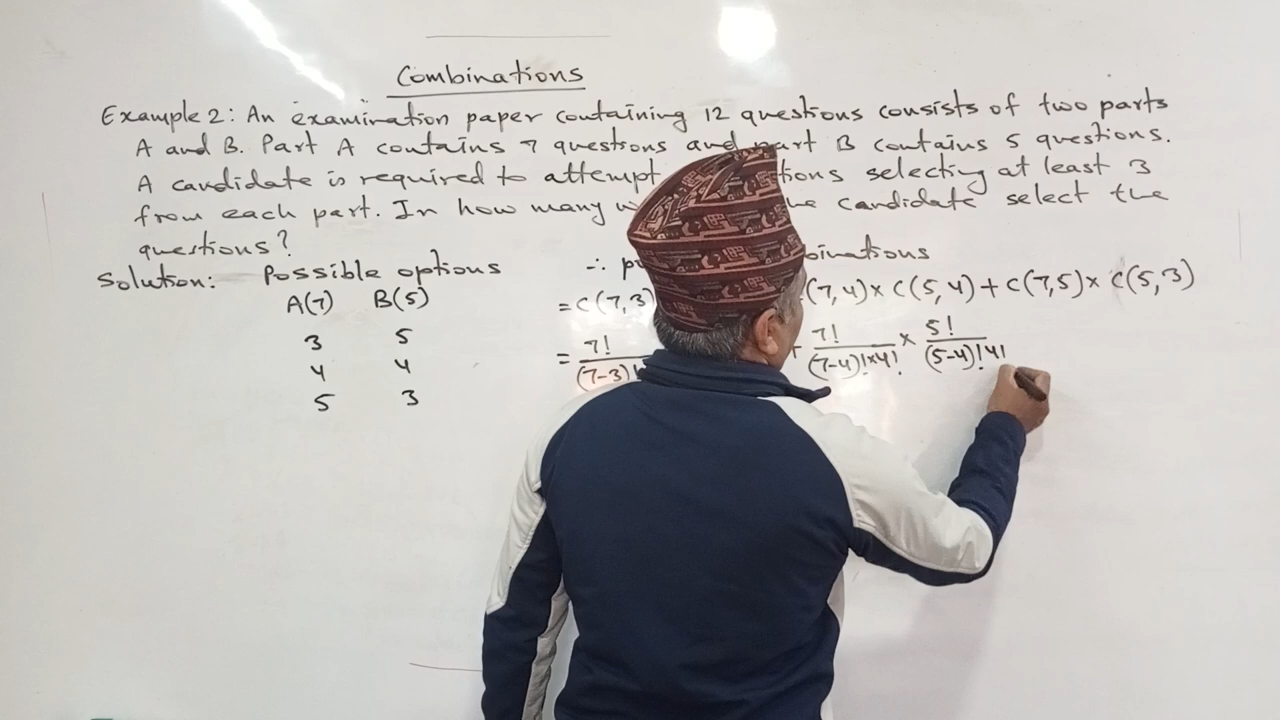 Combinations
Example 2: An examination paper containing 12 questions consists of two parts
A and B. Part A contains 7 questions and part B contains 5 questions.
A candidate is required to attempt selecting at least 3
from each part. In how many candidate select the
questions?
Solution: Possible options ∴
A(7) B(5) = C(7,3) (7,4) × C(5,4) + C(7,5) × C(5,3)
3 5 = 7!/(7-3)! + 7!/(7-4)!×4! × 5!/(5-4)!4!
4 4
5 3